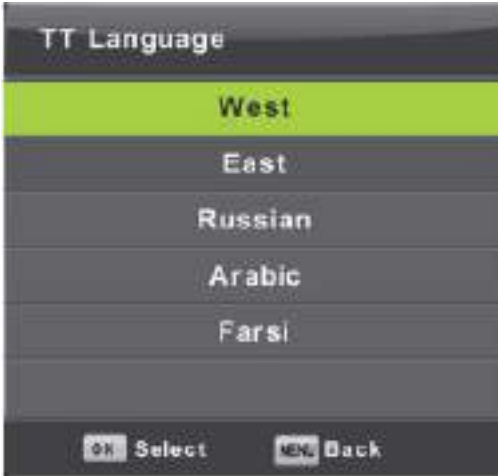 TT Language
West
East
Russian
Arabic
Farsi
OK Select MENU Back